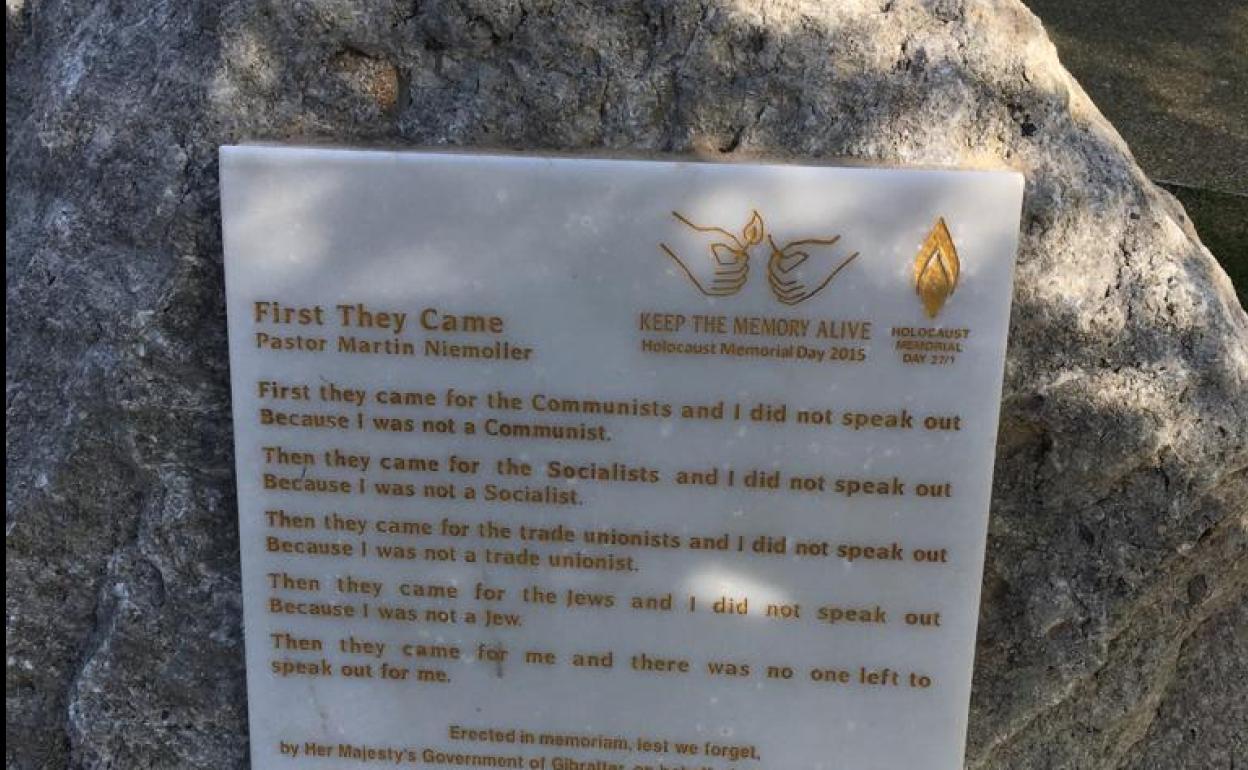 First They Came
Pastor Martin Niemoller
KEEP THE MEMORY ALIVE
Holocaust Memorial Day 2015
HOLOCAUST
MEMORIAL
DAY 27/1
First they came for the Communists and I did not speak out
Because I was not a Communist.
Then they came for the Socialists and I did not speak out
Because I was not a Socialist.
Then they came for the trade unionists and I did not speak out
Because I was not a trade unionist.
Then they came for the Jews and I did not speak out
Because I was not a Jew.
Then they came for me and there was no one left to
speak out for me.
Erected in memoriam, lest we forget,
by Her Majesty's Government of Gibraltar, on behalf